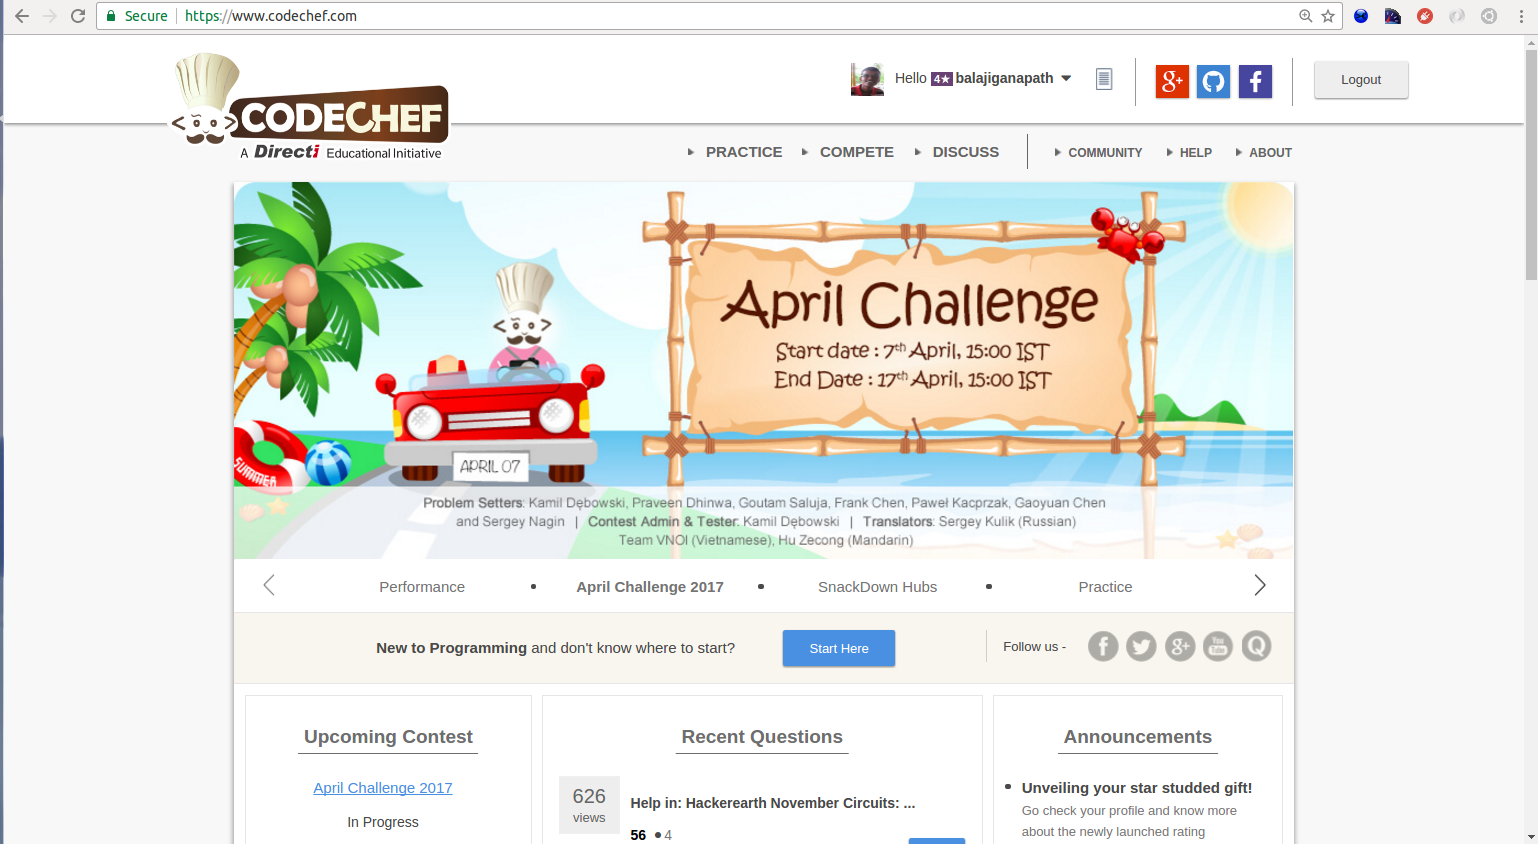 Secure https://www.codechef.com
Hello 4★ balajiganapath
Logout
CODECHEF
A Directi Educational Initiative
PRACTICE COMPETE DISCUSS COMMUNITY HELP ABOUT
April Challenge
Start date : 7th April, 15:00 IST
End Date : 17th April, 15:00 IST
SUMMER
APRIL 07
Problem Setters: Kamil Dębowski, Praveen Dhinwa, Goutam Saluja, Frank Chen, Paweł Kacprzak, Gaoyuan Chen
and Sergey Nagin | Contest Admin & Tester: Kamil Dębowski | Translators: Sergey Kulik (Russian)
Team VNOI (Vietnamese), Hu Zecong (Mandarin)
Performance • April Challenge 2017 • SnackDown Hubs • Practice
New to Programming and don't know where to start? Start Here Follow us -
Upcoming Contest
April Challenge 2017
In Progress
Recent Questions
626
views
Help in: Hackerearth November Circuits: ...
56 • 4
Announcements
• Unveiling your star studded gift!
Go check your profile and know more
about the newly launched rating